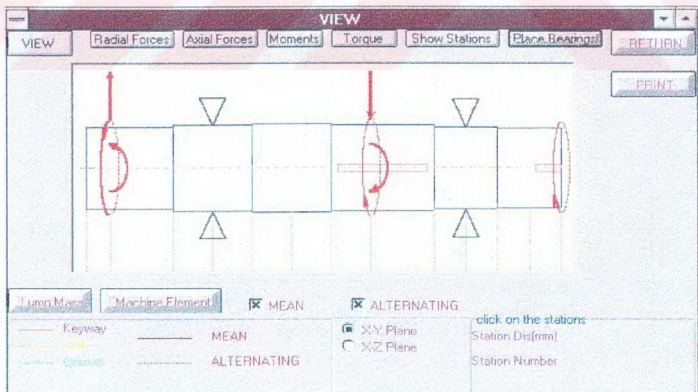 VIEW
VIEW
Radial Forces
Axial Forces
Moments
Torque
Show Stations
Place Bearings
RETURN
PRINT
Lump Mass
Machine Element
MEAN
ALTERNATING
Keyway
MEAN
ALTERNATING
X-Y Plane
X-Z Plane
click on the stations
Station Dis(mm)
Station Number